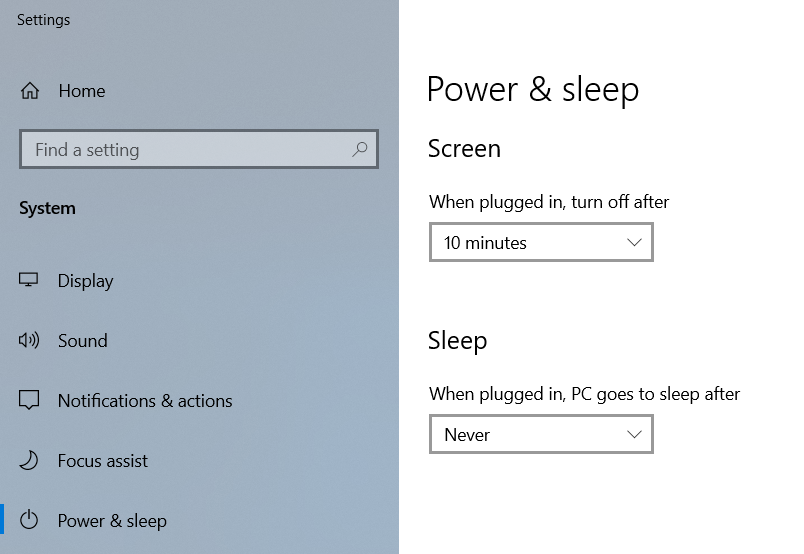 Settings
Home
Find a setting
System
Display
Sound
Notifications & actions
Focus assist
Power & sleep
Power & sleep
Screen
When plugged in, turn off after
10 minutes
Sleep
When plugged in, PC goes to sleep after
Never